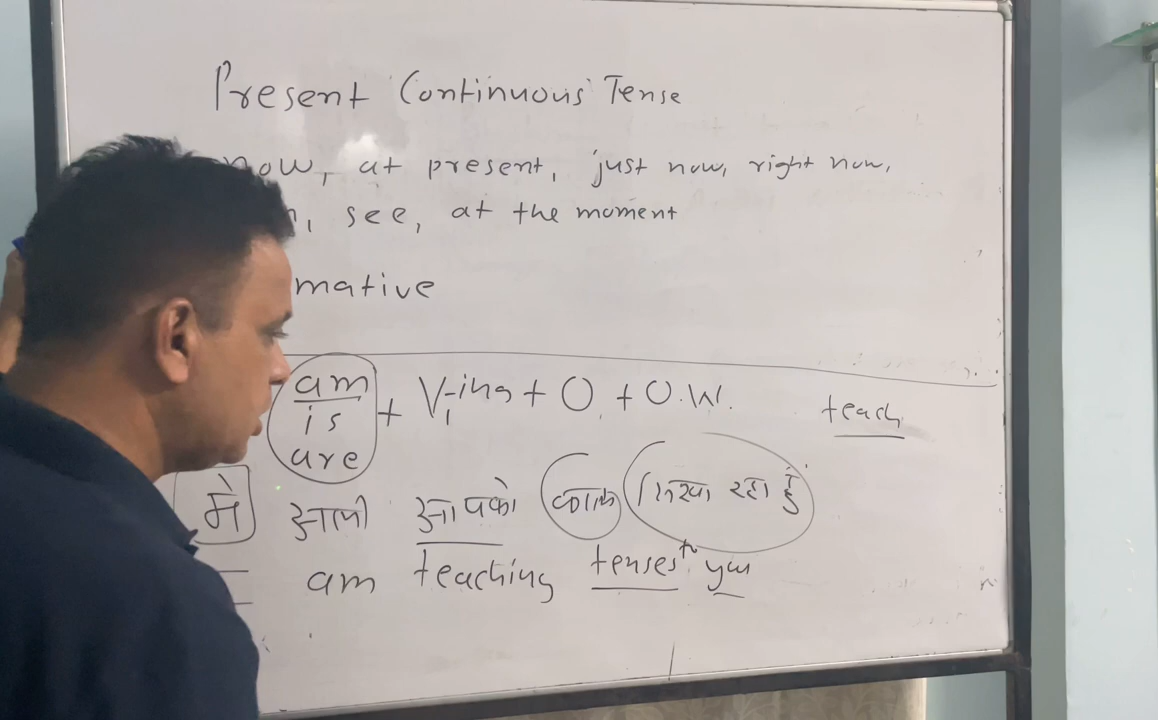 Present Continuous Tense
now, at present, just now, right now,
see, at the moment
mative
am
is + V1-ing + O + O.W. teach
are
मे आपको
am teaching tenses to you